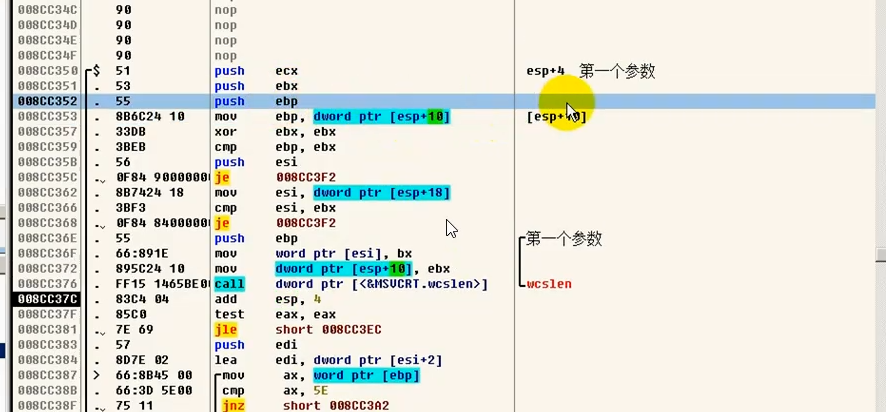 008CC34C 90 nop
008CC34D 90 nop
008CC34E 90 nop
008CC34F 90 nop
008CC350 $ 51 push ecx esp+4 第一个参数
008CC351 . 53 push ebx
008CC352 . 55 push ebp
008CC353 . 8B6C24 10 mov ebp, dword ptr [esp+10] [esp+10]
008CC357 . 33DB xor ebx, ebx
008CC359 . 3BEB cmp ebp, ebx
008CC35B . 56 push esi
008CC35C . 0F84 90000000 je 008CC3F2
008CC362 . 8B7424 18 mov esi, dword ptr [esp+18]
008CC366 . 3BF3 cmp esi, ebx
008CC368 . 0F84 84000000 je 008CC3F2
008CC36E . 55 push ebp 第一个参数
008CC36F . 66:891E mov word ptr [esi], bx
008CC372 . 895C24 10 mov dword ptr [esp+10], ebx
008CC376 . FF15 1465BE00 call dword ptr [<&MSVCRT.wcslen>] wcslen
008CC37C . 83C4 04 add esp, 4
008CC37F . 85C0 test eax, eax
008CC381 . 7E 69 jle short 008CC3EC
008CC383 . 57 push edi
008CC384 . 8D7E 02 lea edi, dword ptr [esi+2]
008CC387 > 66:8B45 00 mov ax, word ptr [ebp]
008CC38B . 66:3D 5E00 cmp ax, 5E
008CC38F . 75 11 jnz short 008CC3A2